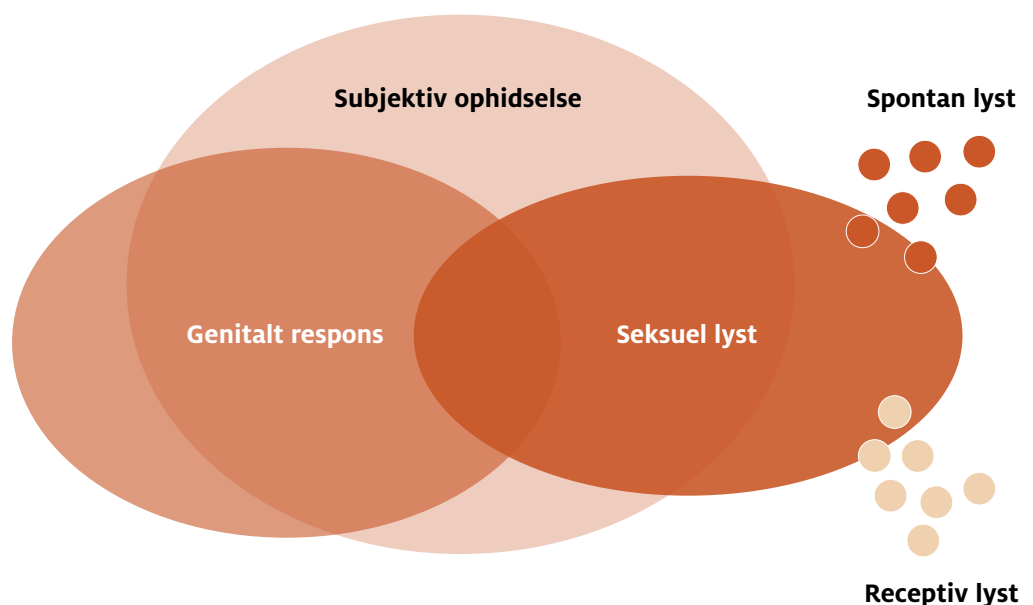 Subjektiv ophidselse
Spontan lyst
Genitalt respons
Seksuel lyst
Receptiv lyst